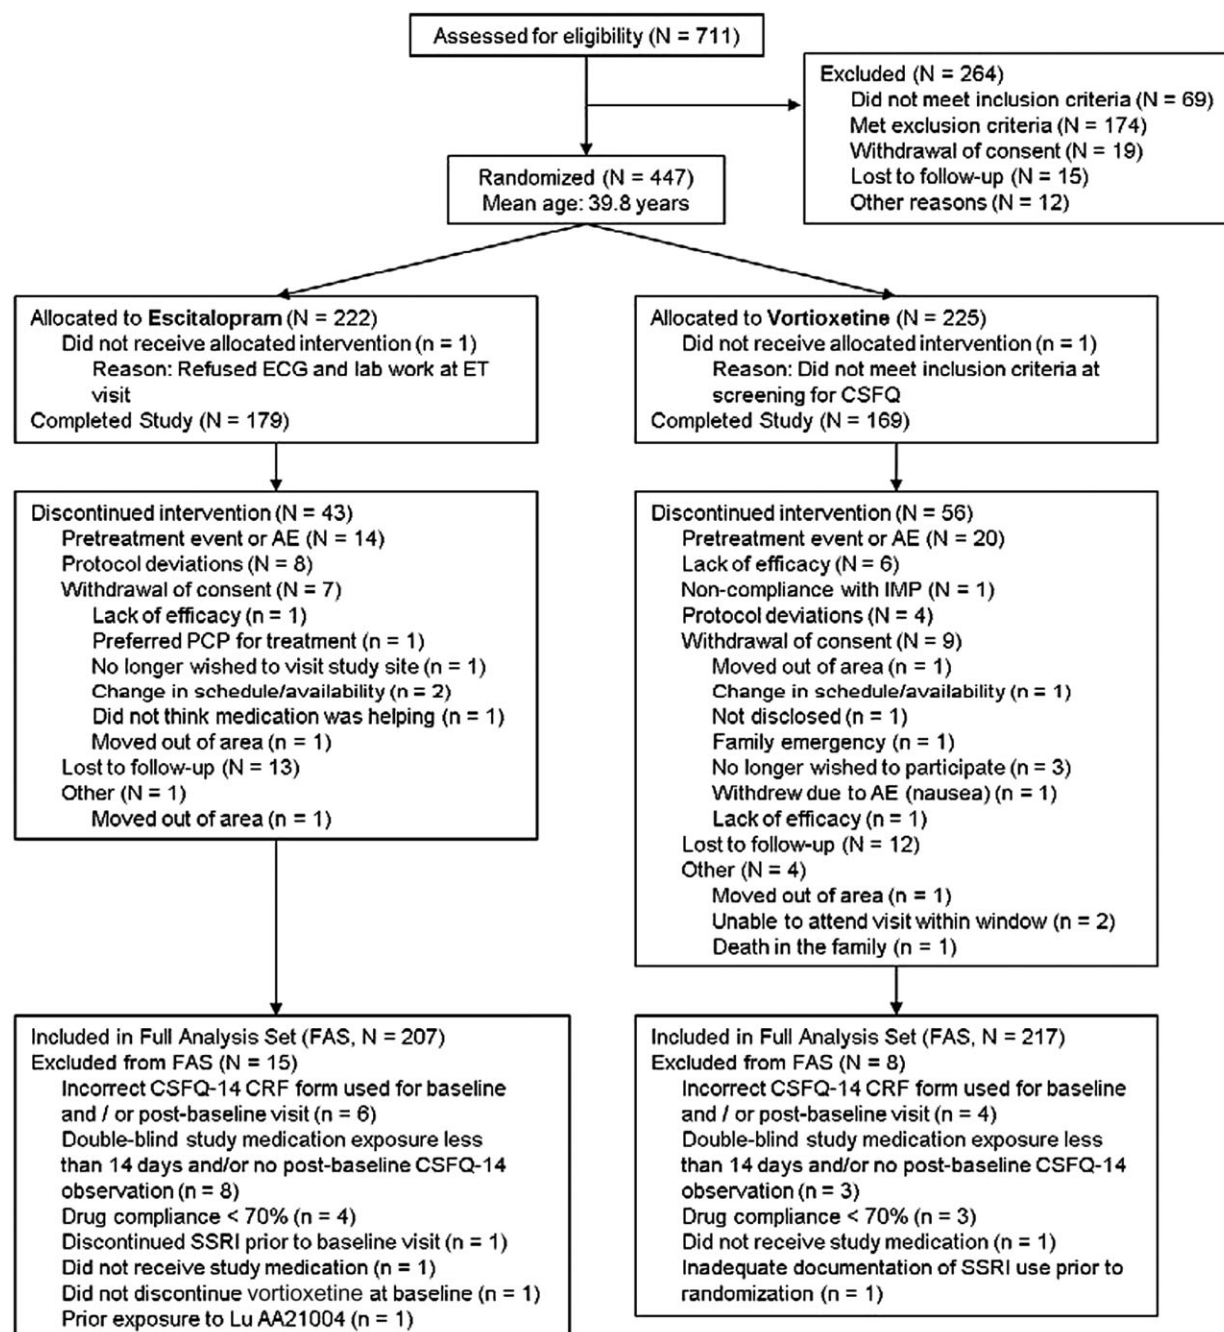 Assessed for eligibility (N = 711)
Excluded (N = 264)
Did not meet inclusion criteria (N = 69)
Met exclusion criteria (N = 174)
Withdrawal of consent (N = 19)
Lost to follow-up (N = 15)
Other reasons (N = 12)
Randomized (N = 447)
Mean age: 39.8 years
Allocated to Escitalopram (N = 222)
Did not receive allocated intervention (n = 1)
Reason: Refused ECG and lab work at ET
visit
Completed Study (N = 179)
Allocated to Vortioxetine (N = 225)
Did not receive allocated intervention (n = 1)
Reason: Did not meet inclusion criteria at
screening for CSFQ
Completed Study (N = 169)
Discontinued intervention (N = 43)
Pretreatment event or AE (N = 14)
Protocol deviations (N = 8)
Withdrawal of consent (N = 7)
Lack of efficacy (n = 1)
Preferred PCP for treatment (n = 1)
No longer wished to visit study site (n = 1)
Change in schedule/availability (n = 2)
Did not think medication was helping (n = 1)
Moved out of area (n = 1)
Lost to follow-up (N = 13)
Other (N = 1)
Moved out of area (n = 1)
Discontinued intervention (N = 56)
Pretreatment event or AE (N = 20)
Lack of efficacy (N = 6)
Non-compliance with IMP (N = 1)
Protocol deviations (N = 4)
Withdrawal of consent (N = 9)
Moved out of area (n = 1)
Change in schedule/availability (n = 1)
Not disclosed (n = 1)
Family emergency (n = 1)
No longer wished to participate (n = 3)
Withdrew due to AE (nausea) (n = 1)
Lack of efficacy (n = 1)
Lost to follow-up (N = 12)
Other (N = 4)
Moved out of area (n = 1)
Unable to attend visit within window (n = 2)
Death in the family (n = 1)
Included in Full Analysis Set (FAS, N = 207)
Excluded from FAS (N = 15)
Incorrect CSFQ-14 CRF form used for baseline
and / or post-baseline visit (n = 6)
Double-blind study medication exposure less
than 14 days and/or no post-baseline CSFQ-14
observation (n = 8)
Drug compliance < 70% (n = 4)
Discontinued SSRI prior to baseline visit (n = 1)
Did not receive study medication (n = 1)
Did not discontinue vortioxetine at baseline (n = 1)
Prior exposure to Lu AA21004 (n = 1)
Included in Full Analysis Set (FAS, N = 217)
Excluded from FAS (N = 8)
Incorrect CSFQ-14 CRF form used for baseline
and / or post-baseline visit (n = 4)
Double-blind study medication exposure less
than 14 days and/or no post-baseline CSFQ-14
observation (n = 3)
Drug compliance < 70% (n = 3)
Did not receive study medication (n = 1)
Inadequate documentation of SSRI use prior to
randomization (n = 1)